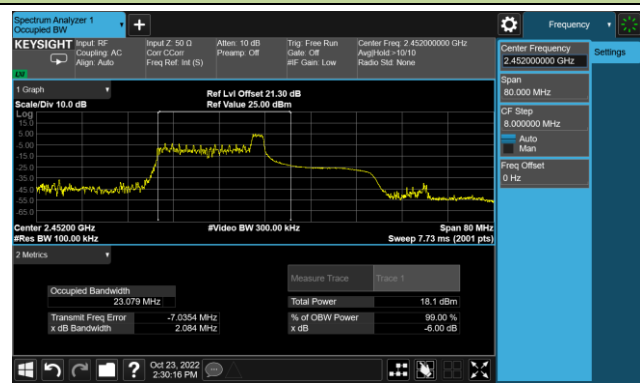 Spectrum Analyzer 1
Occupied BW
+
Frequency
KEYSIGHT
Input: RF
Coupling: AC
Align: Auto
Input Z: 50 Ω
Corr CCorr
Freq Ref: Int (S)
Atten: 10 dB
Preamp: Off
Trig: Free Run
Gate: Off
#IF Gain: Low
Center Freq: 2.452000000 GHz
Avg|Hold:>10/10
Radio Std: None
Center Frequency
2.452000000 GHz
Settings
Span
80.000 MHz
CF Step
8.000000 MHz
Auto
Man
Freq Offset
0 Hz
1 Graph
Scale/Div 10.0 dB
Ref Lvl Offset 21.30 dB
Ref Value 25.00 dBm
Log
15.0
5.00
-5.00
-15.0
-25.0
-35.0
-45.0
-55.0
-65.0
Center 2.45200 GHz
#Res BW 100.00 kHz
#Video BW 300.00 kHz
Span 80 MHz
Sweep 7.73 ms (2001 pts)
2 Metrics
Measure Trace
Trace 1
Occupied Bandwidth
23.079 MHz
Total Power
18.1 dBm
Transmit Freq Error
-7.0354 MHz
% of OBW Power
99.00 %
x dB Bandwidth
2.084 MHz
x dB
-6.00 dB
?
Oct 23, 2022
2:30:16 PM